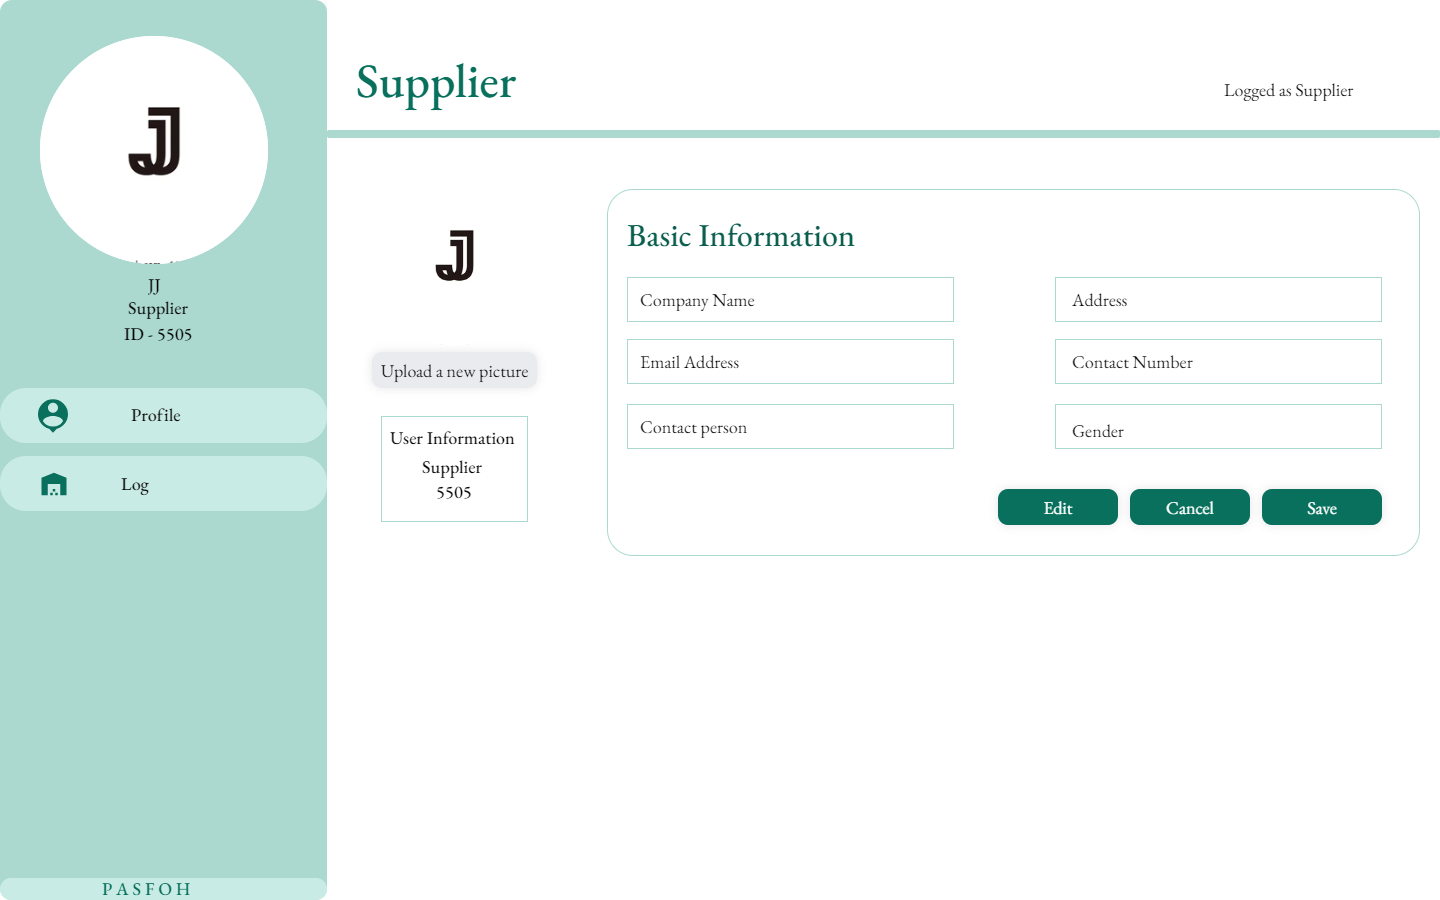 JJ
Supplier
ID - 5505
Profile
Log
PASFOH
Supplier
Logged as Supplier
JJ
Upload a new picture
User Information
Supplier
5505
Basic Information
Company Name
Address
Email Address
Contact Number
Contact person
Gender
Edit
Cancel
Save